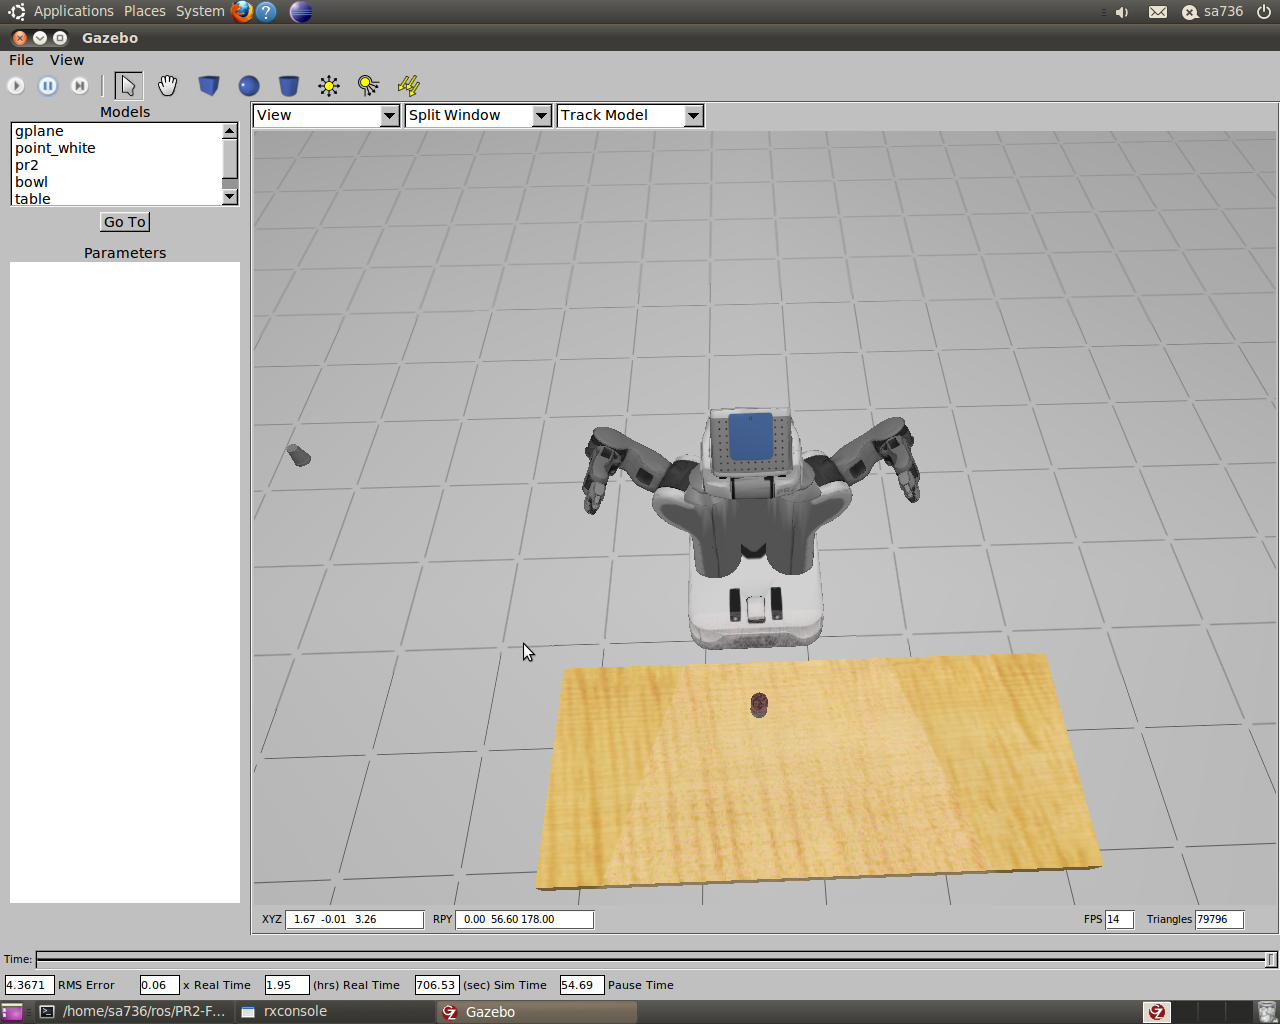 Applications Places System sa736
Gazebo
File View
Models
View Split Window Track Model
gplane
point_white
pr2
bowl
table
Go To
Parameters
XYZ 1.67 -0.01 3.26 RPY 0.00 56.60 178.00 FPS 14 Triangles 79796
Time:
4.3671 RMS Error 0.06 x Real Time 1.95 (hrs) Real Time 706.53 (sec) Sim Time 54.69 Pause Time
/home/sa736/ros/PR2-F... rxconsole Gazebo